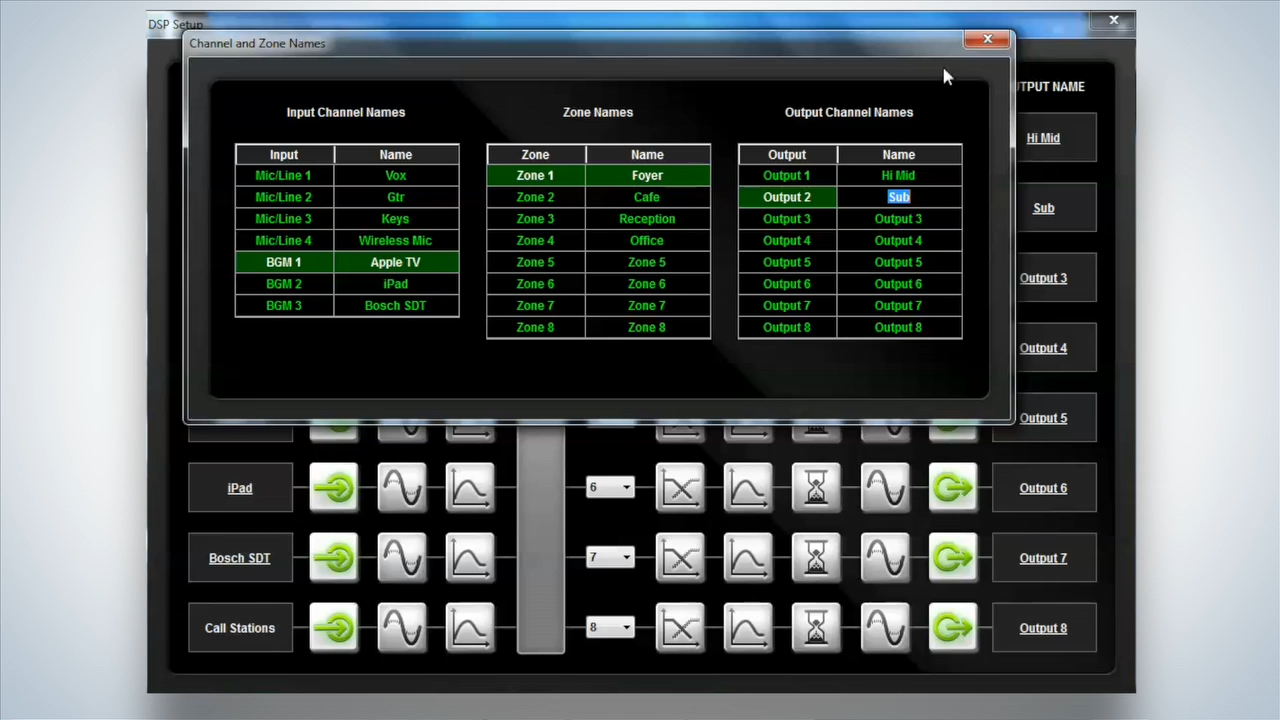 DSP Setup
Channel and Zone Names
Input Channel Names
Input Name
Mic/Line 1 Vox
Mic/Line 2 Gtr
Mic/Line 3 Keys
Mic/Line 4 Wireless Mic
BGM 1 Apple TV
BGM 2 iPad
BGM 3 Bosch SDT
Zone Names
Zone Name
Zone 1 Foyer
Zone 2 Cafe
Zone 3 Reception
Zone 4 Office
Zone 5 Zone 5
Zone 6 Zone 6
Zone 7 Zone 7
Zone 8 Zone 8
Output Channel Names
Output Name
Output 1 Hi Mid
Output 2 Sub
Output 3 Output 3
Output 4 Output 4
Output 5 Output 5
Output 6 Output 6
Output 7 Output 7
Output 8 Output 8
TPUT NAME
Hi Mid
Sub
Output 3
Output 4
Output 5
iPad 6 Output 6
Bosch SDT 7 Output 7
Call Stations 8 Output 8